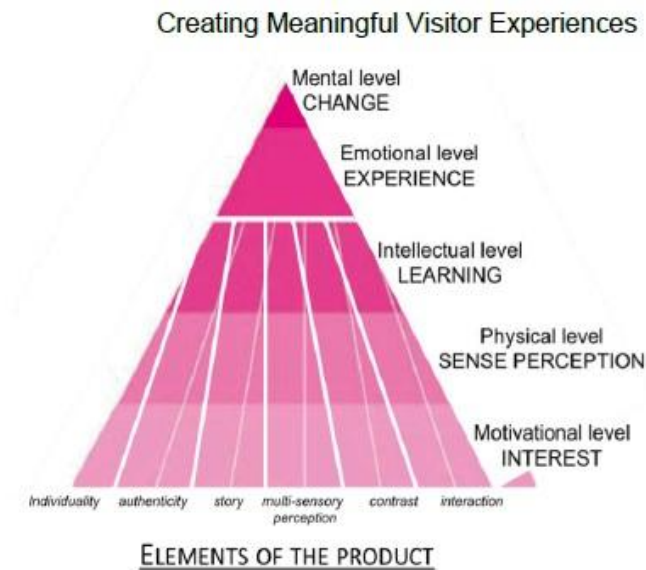 Creating Meaningful Visitor Experiences
Mental level
CHANGE
Emotional level
EXPERIENCE
Intellectual level
LEARNING
Physical level
SENSE PERCEPTION
Motivational level
INTEREST
Individuality authenticity story multi-sensory contrast interaction
perception
ELEMENTS OF THE PRODUCT